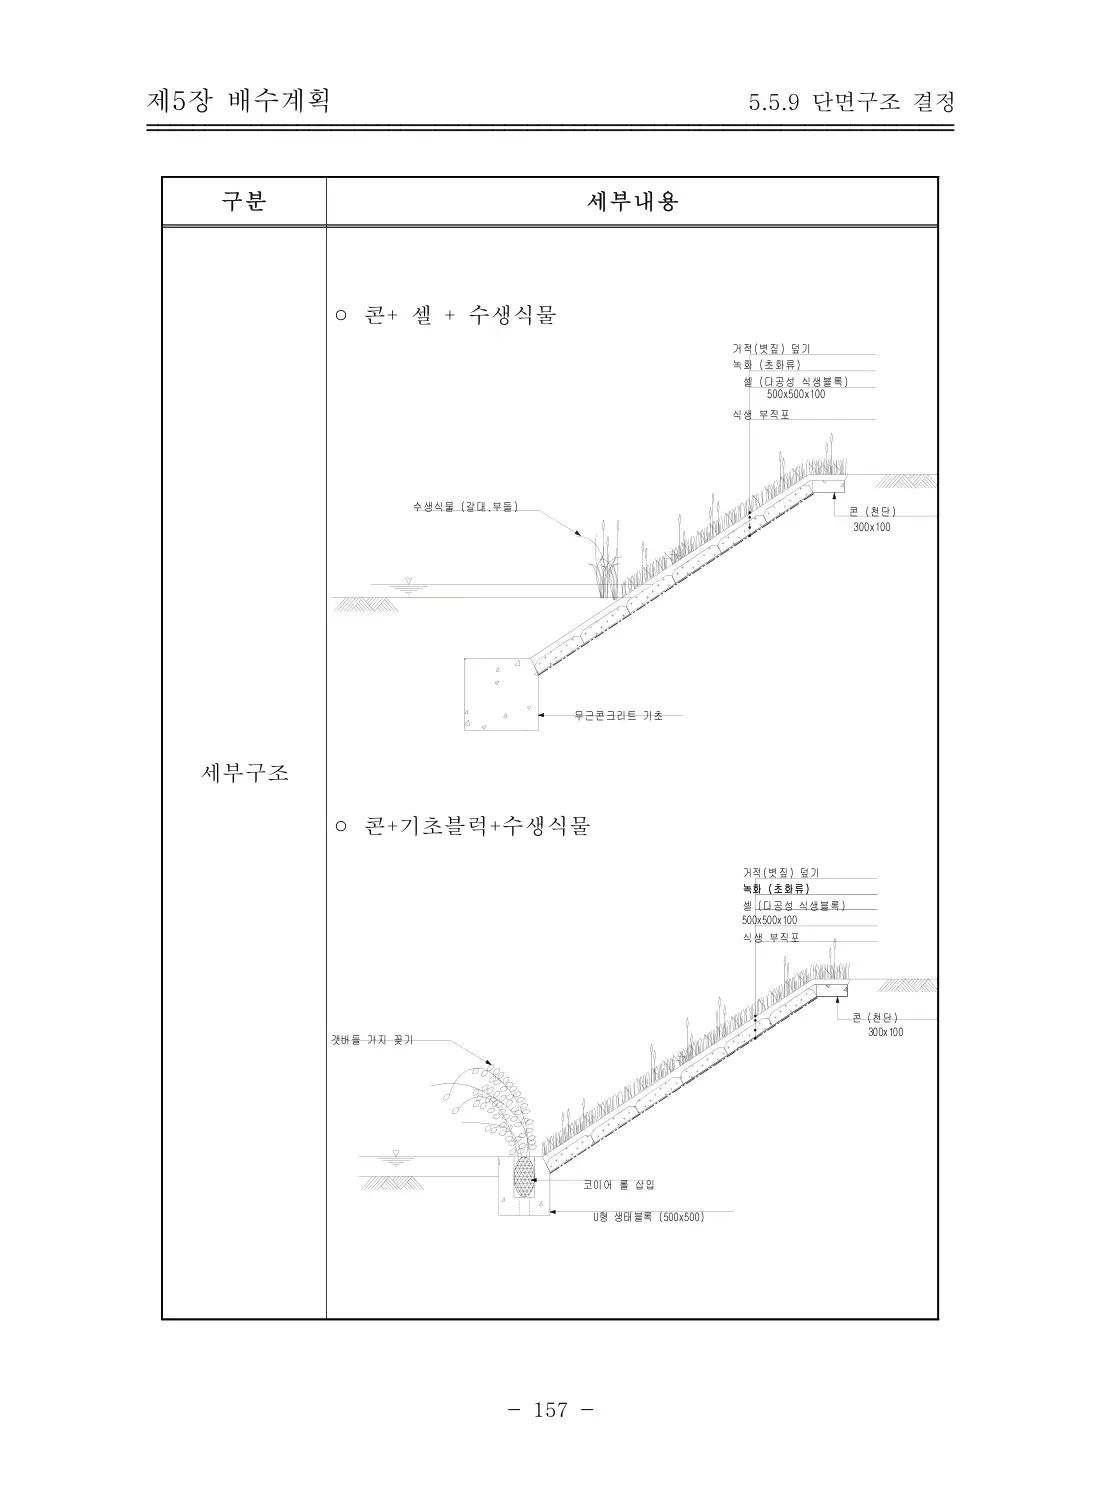 제5장 배수계획
5.5.9 단면구조 결정
구분
세부내용
세부구조
○ 콘+ 셀 + 수생식물
거적(볏짚) 덮기
녹화 (초화류)
셀 (다공성 식생블록)
500x500x100
식생 부직포
수생식물 (갈대.부들)
콘 (천단)
300x100
무근콘크리트 기초
○ 콘+기초블럭+수생식물
거적(볏짚) 덮기
녹화 (초화류)
셀 (다공성 식생블록)
500x500x100
식생 부직포
콘 (천단)
300x100
갯버들 가지 꽂기
코이어 롤 삽입
U형 생태블록 (500x500)
- 157 -